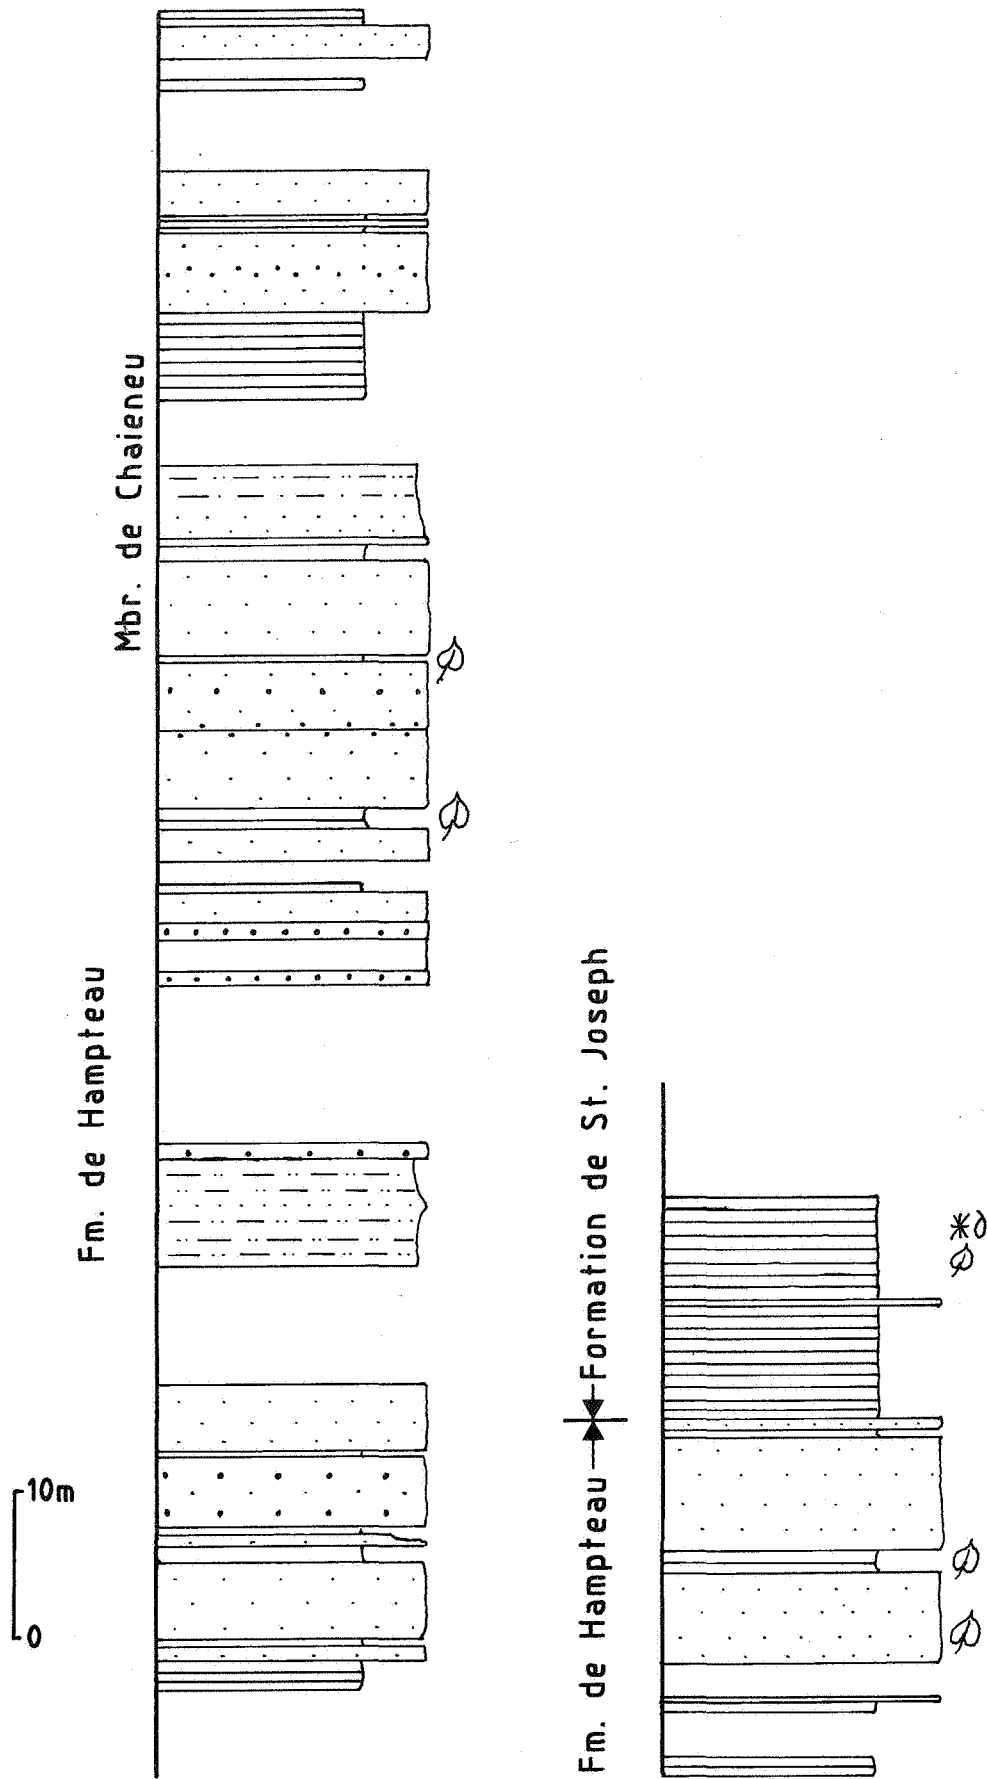 Mbr. de Chaieneu
Fm. de Hampteau
10m
0
Formation de St. Joseph
Fm. de Hampteau